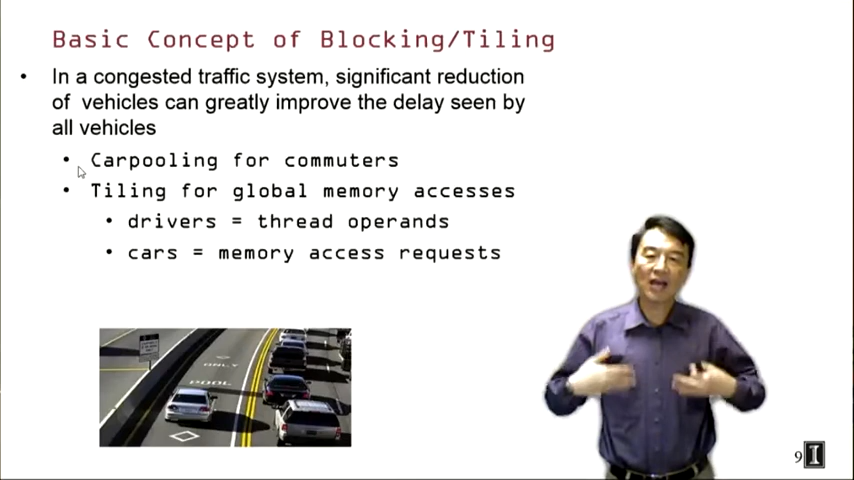 Basic Concept of Blocking/Tiling
• In a congested traffic system, significant reduction
of vehicles can greatly improve the delay seen by
all vehicles
• Carpooling for commuters
• Tiling for global memory accesses
• drivers = thread operands
• cars = memory access requests
ONLY
POOL
9 I